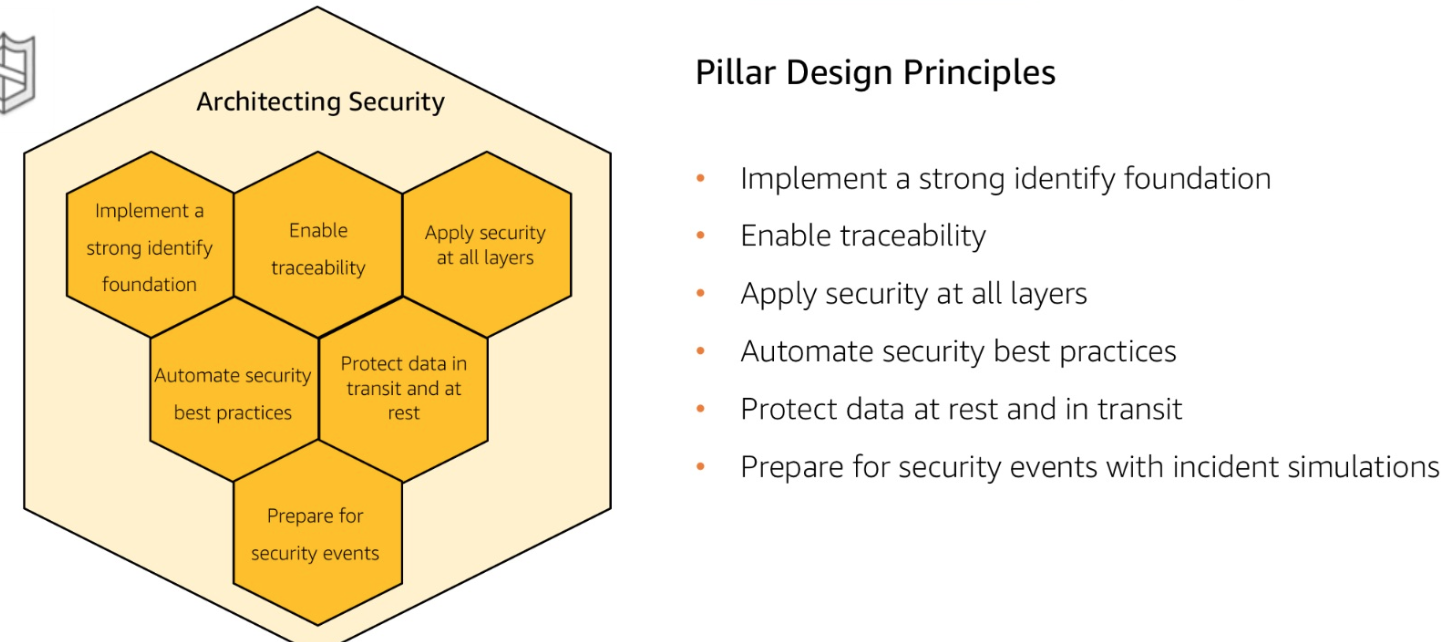 Architecting Security
Implement a
strong identify
foundation
Enable
traceability
Apply security
at all layers
Automate security
best practices
Protect data in
transit and at
rest
Prepare for
security events
Pillar Design Principles
• Implement a strong identify foundation
• Enable traceability
• Apply security at all layers
• Automate security best practices
• Protect data at rest and in transit
• Prepare for security events with incident simulations